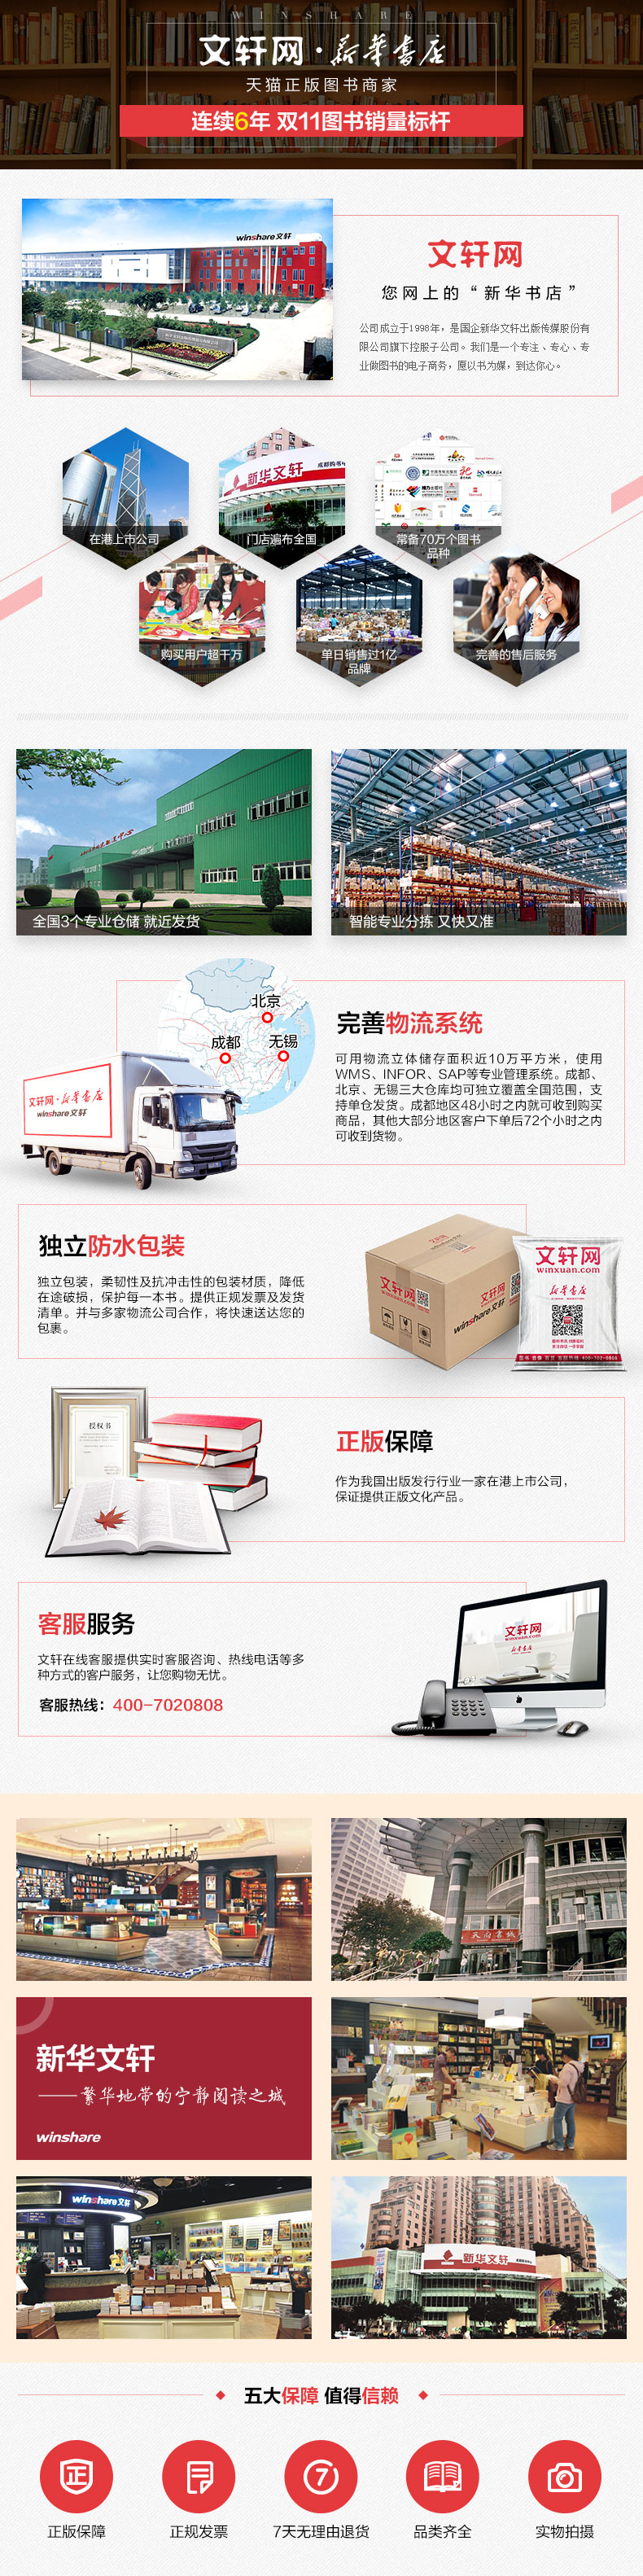 WINSHARE
文轩网·新华书店
天猫正版图书商家
连续6年 双11图书销量标杆
winshare文轩
文轩网
您网上的“新华书店”
公司成立于1998年，是国企新华文轩出版传媒股份有
限公司旗下控股子公司。我们是一个专注、专心、专
业做图书的电子商务，愿以书为媒，到达你心。
在港上市公司
新华文轩
门店遍布全国
常备70万个图书
品种
购买用户超千万
单日销售过1亿
品牌
完善的售后服务
全国3个专业仓储 就近发货
智能专业分拣 又快又准
北京
成都
无锡
文轩网·新华书店
winshare文轩
完善物流系统
可用物流立体储存面积近10万平方米，使用
WMS、INFOR、SAP等专业管理系统。成都、
北京、无锡三大仓库均可独立覆盖全国范围，支
持单仓发货。成都地区48小时之内就可收到购买
商品，其他大部分地区客户下单后72个小时之内
可收到货物。
独立防水包装
独立包装，柔韧性及抗冲击性的包装材质，降低
在途破损，保护每一本书。提供正规发票及发货
清单。并与多家物流公司合作，将快速送达您的
包裹。
文轩网
winxuan.com
文轩网
winshare文轩
文轩网
winxuan.com
新华书店
授权书
正版保障
作为我国出版发行行业一家在港上市公司，
保证提供正版文化产品。
客服服务
文轩在线客服提供实时客服咨询、热线电话等多
种方式的客户服务，让您购物无忧。
客服热线：400-7020808
文轩网
winxuan.com
新华书店
天府书城
新华文轩
——繁华地带的宁静阅读之城
winshare
winshare文轩
新华文轩
五大保障 值得信赖
正
7
正版保障
正规发票
7天无理由退货
品类齐全
实物拍摄